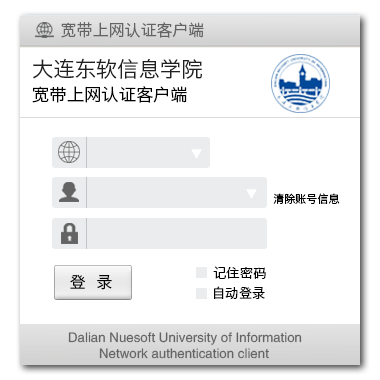 宽带上网认证客户端
大连东软信息学院
宽带上网认证客户端
清除账号信息
登 录
记住密码
自动登录
Dalian Nuesoft University of Information
Network authentication client